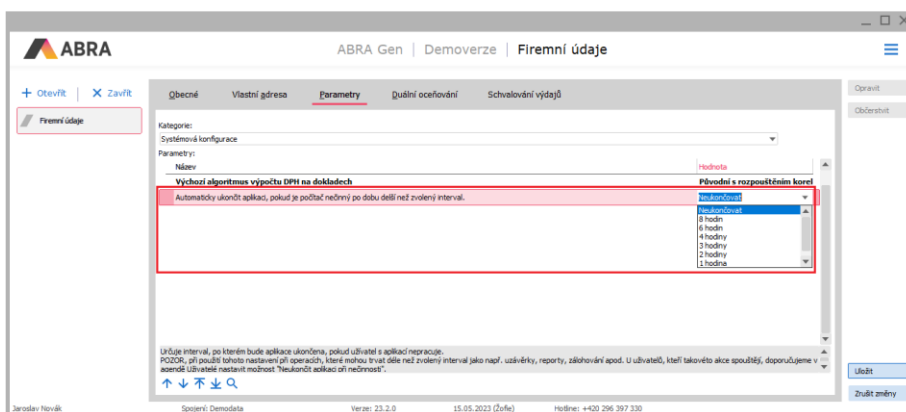 ABRA
ABRA Gen | Demoverze | Firemní údaje
+ Otevřít | X Zavřít
Firemní údaje
Obecné Vlastní adresa Parametry Duální oceňování Schvalování výdajů
Opravit
Občerstvit
Kategorie:
Systémová konfigurace
Parametry:
Název Hodnota
Výchozí algoritmus výpočtu DPH na dokladech Původní s rozpouštěním korel
Automaticky ukončit aplikaci, pokud je počítač nečinný po dobu delší než zvolený interval. Neukončovat
Neukončovat
8 hodin
6 hodin
4 hodiny
3 hodiny
2 hodiny
1 hodina
Určuje interval, po kterém bude aplikace ukončena, pokud uživatel s aplikací nepracuje.
POZOR, při použití tohoto nastavení při operacích, které mohou trvat déle než zvolený interval jako např. uzávěrky, reporty, zálohování apod. U uživatelů, kteří takovéto akce spouštějí, doporučujeme v
agendě Uživatelé nastavit možnost "Neukončit aplikaci při nečinnosti".
Uložit
Zrušit změny
Jaroslav Novák Spojení: Demodata Verze: 23.2.0 15.05.2023 (Žofie) Hotline: +420 296 397 330